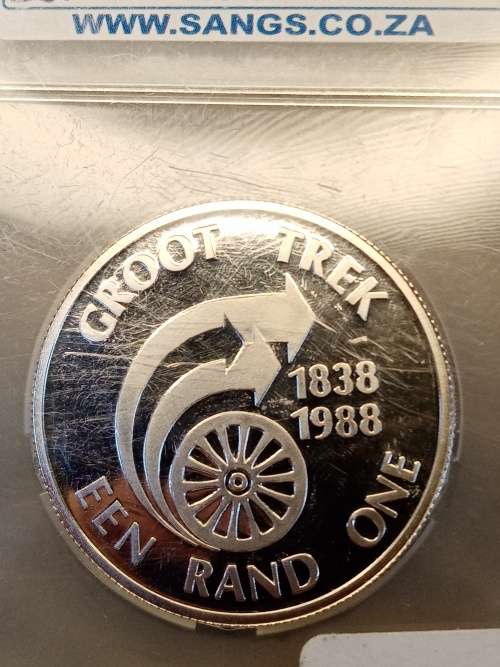 WWW.SANGS.CO.ZA
GROOT TREK
1838
1988
EEN RAND ONE